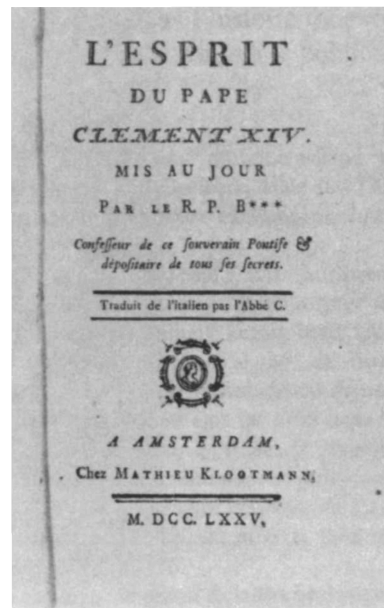 L'ESPRIT
DU PAPE
CLEMENT XIV.
MIS AU JOUR
PAR LE R. P. B***
Confeſſeur de ce ſouverain Pontife &
dépoſitaire de tous ſes ſecrets.
Traduit de l'Italien par l'Abbé C.
A AMSTERDAM,
Chez MATHIEU KLOOTMANN,
M. DCC. LXXV,